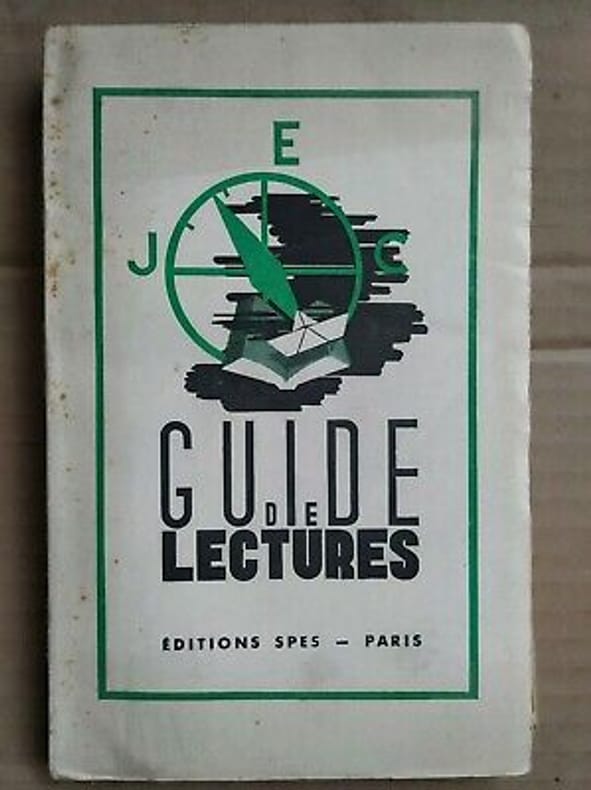 E
J C
GUIDE
DE
LECTURES
ÉDITIONS SPES — PARIS